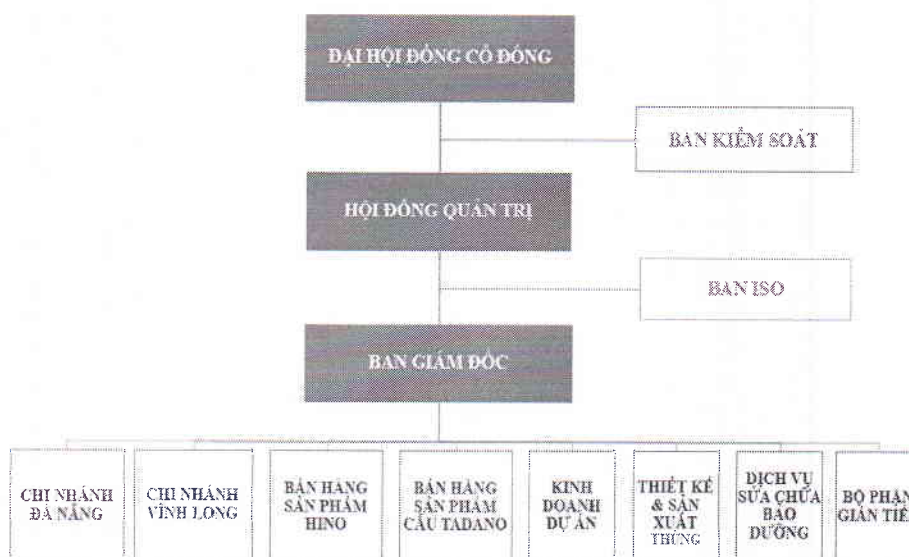 ĐẠI HỘI ĐỒNG CỔ ĐÔNG
BAN KIỂM SOÁT
HỘI ĐỒNG QUẢN TRỊ
BAN ISO
BAN GIÁM ĐỐC
CHI NHÁNH
ĐÀ NẴNG
CHI NHÁNH
VĨNH LONG
BÁN HÀNG
SẢN PHẨM
HINO
BÁN HÀNG
SẢN PHẨM
CẨU TADANO
KINH
DOANH
DỰ ÁN
THIẾT KẾ
& SẢN
XUẤT
THÙNG
DỊCH VỤ
SỬA CHỮA
BẢO
DƯỠNG
BỘ PHẬN
GIÁN TIẾ